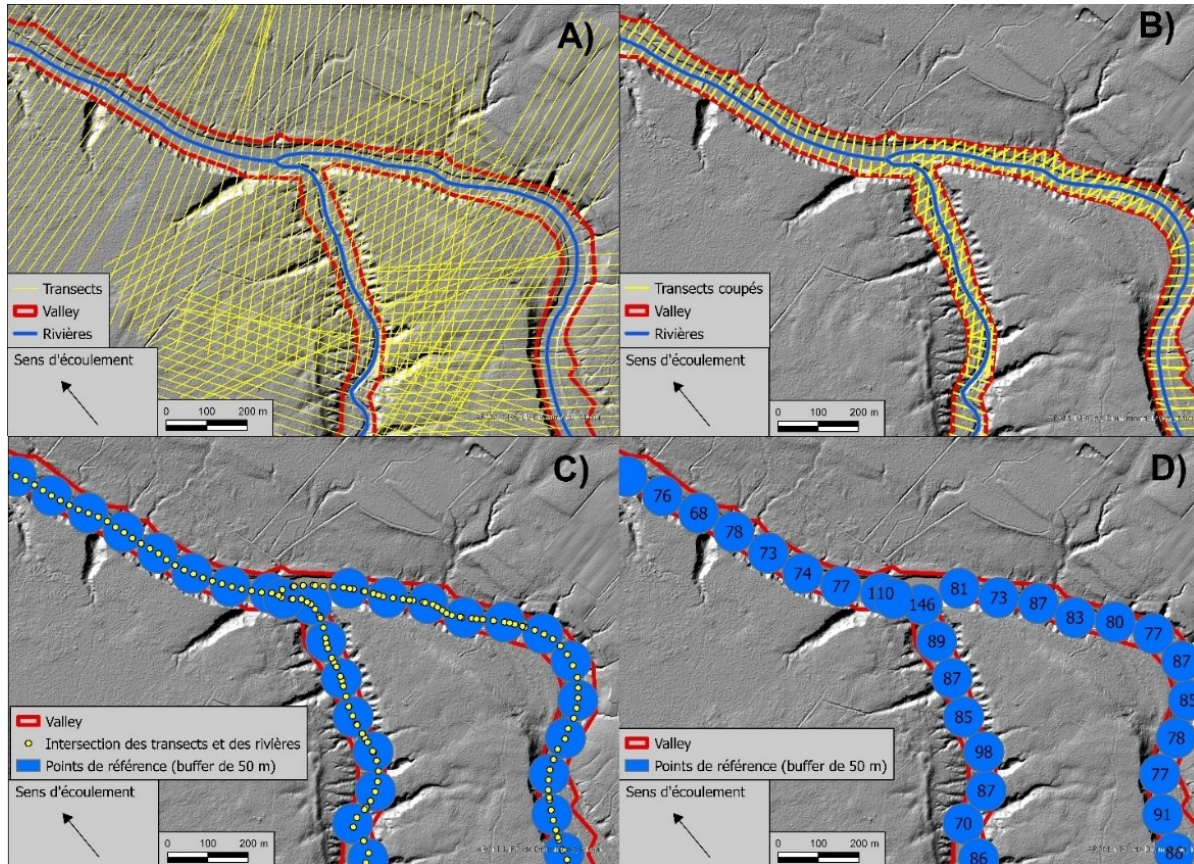 A)
Transects
Valley
Rivières
Sens d'écoulement
0 100 200 m
B)
Transects coupés
Valley
Rivières
Sens d'écoulement
0 100 200 m
C)
Valley
Intersection des transects et des rivières
Points de référence (buffer de 50 m)
Sens d'écoulement
0 100 200 m
D)
76
68
78
73
74
77
110
146
81
73
87
83
80
77
87
85
78
77
91
86
89
87
85
98
87
70
86
Valley
Points de référence (buffer de 50 m)
Sens d'écoulement
0 100 200 m